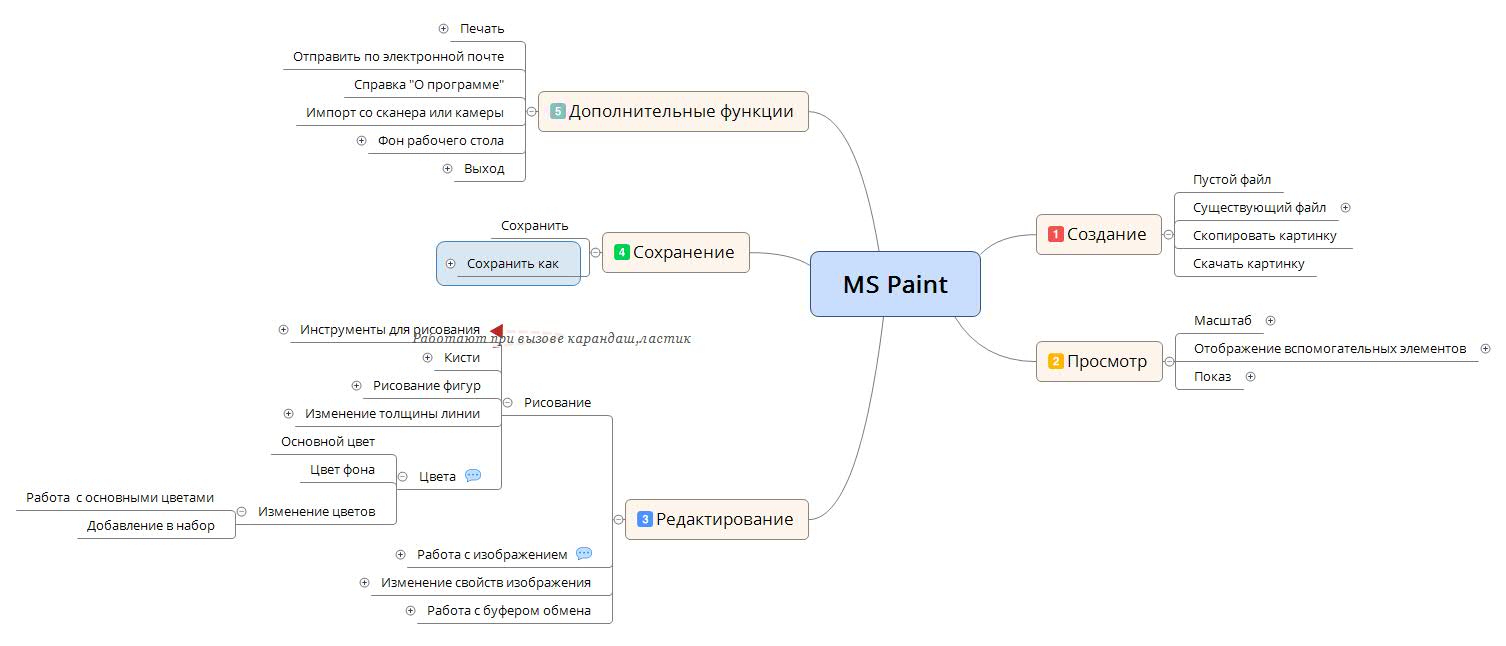 MS Paint
1 Создание
Пустой файл
Существующий файл
Скопировать картинку
Скачать картинку
2 Просмотр
Масштаб
Отображение вспомогательных элементов
Показ
3 Редактирование
Рисование
Инструменты для рисования
Работают при вызове карандаш,ластик
Кисти
Рисование фигур
Изменение толщины линии
Цвета
Основной цвет
Цвет фона
Изменение цветов
Работа с основными цветами
Добавление в набор
Работа с изображением
Изменение свойств изображения
Работа с буфером обмена
4 Сохранение
Сохранить
Сохранить как
5 Дополнительные функции
Печать
Отправить по электронной почте
Справка "О программе"
Импорт со сканера или камеры
Фон рабочего стола
Выход